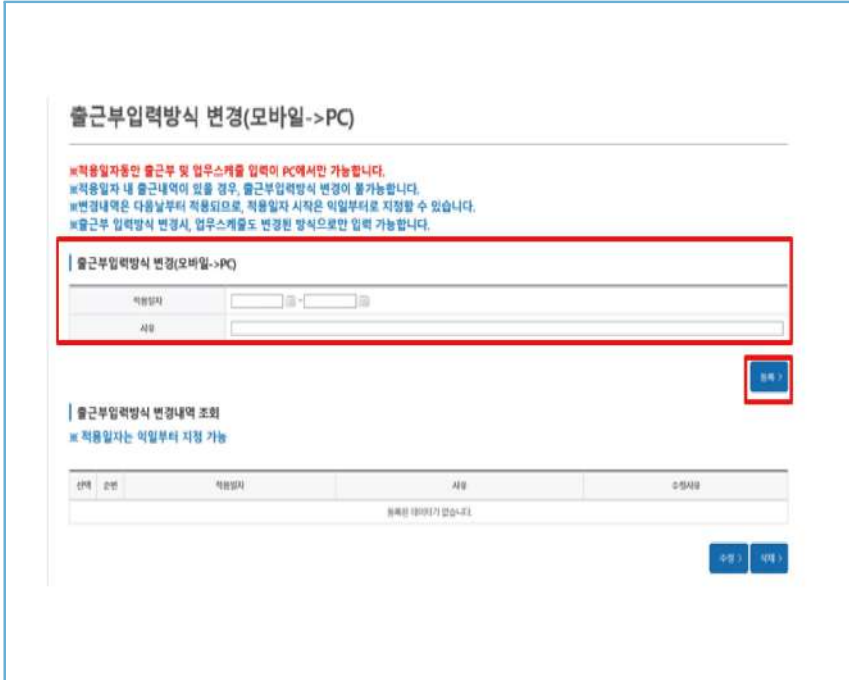 출근부입력방식 변경(모바일->PC)
※적용일자동안 출근부 및 업무스케줄 입력이 PC에서만 가능합니다.
※적용일자 내 출근내역이 있을 경우, 출근부입력방식 변경이 불가능합니다.
※변경내역은 다음날부터 적용되므로, 적용일자 시작은 익일부터로 지정할 수 있습니다.
※출근부 입력방식 변경시, 업무스케줄도 변경된 방식으로만 입력 가능합니다.
출근부입력방식 변경(모바일->PC)
적용일자 -
사유
등록 >
출근부입력방식 변경내역 조회
※ 적용일자는 익일부터 지정 가능
선택 순번 적용일자 사유 수정사유
등록된 데이터가 없습니다.
수정 > 삭제 >